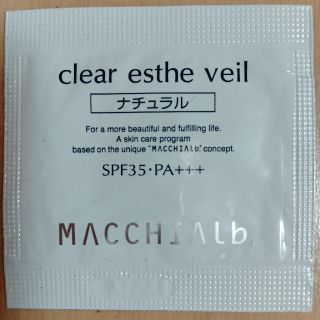 clear esthe veil
ナチュラル
For a more beautiful and fulfilling life.
A skin care program
based on the unique "MACCHIAlb." concept.
SPF35・PA+++
MACCHIAlb.